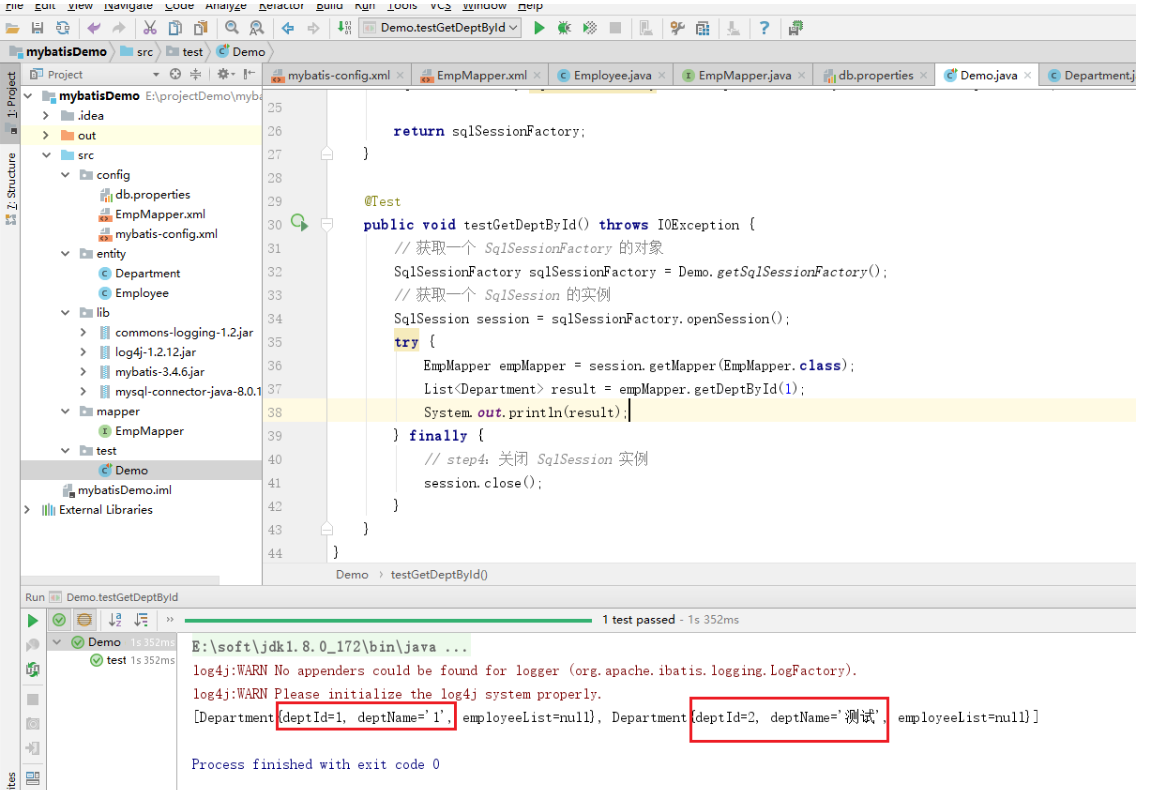 File Edit View Navigate Code Analyze Refactor Build Run Tools VCS Window Help
Demo.testGetDeptById
mybatisDemo src test Demo
1: Project
Z: Structure
Project
mybatis-config.xml EmpMapper.xml Employee.java EmpMapper.java db.properties Demo.java Department.j
mybatisDemo E:\projectDemo\myba
.idea
out
src
config
db.properties
EmpMapper.xml
mybatis-config.xml
entity
Department
Employee
lib
commons-logging-1.2.jar
log4j-1.2.12.jar
mybatis-3.4.6.jar
mysql-connector-java-8.0.1
mapper
EmpMapper
test
Demo
mybatisDemo.iml
External Libraries
25
26 return sqlSessionFactory;
27 }
28
29 @Test
30 public void testGetDeptById() throws IOException {
31 // 获取一个 SqlSessionFactory 的对象
32 SqlSessionFactory sqlSessionFactory = Demo.getSqlSessionFactory();
33 // 获取一个 SqlSession 的实例
34 SqlSession session = sqlSessionFactory.openSession();
35 try {
36 EmpMapper empMapper = session.getMapper(EmpMapper.class);
37 List<Department> result = empMapper.getDeptById(1);
38 System.out.println(result);
39 } finally {
40 // step4: 关闭 SqlSession 实例
41 session.close();
42 }
43 }
44 }
Demo › testGetDeptById()
Run Demo.testGetDeptById
» 1 test passed - 1s 352ms
Demo 1s 352ms
test 1s 352ms
E:\soft\jdk1.8.0_172\bin\java ...
log4j:WARN No appenders could be found for logger (org.apache.ibatis.logging.LogFactory).
log4j:WARN Please initialize the log4j system properly.
[Department{deptId=1, deptName='1', employeeList=null}, Department{deptId=2, deptName='测试', employeeList=null}]
Process finished with exit code 0